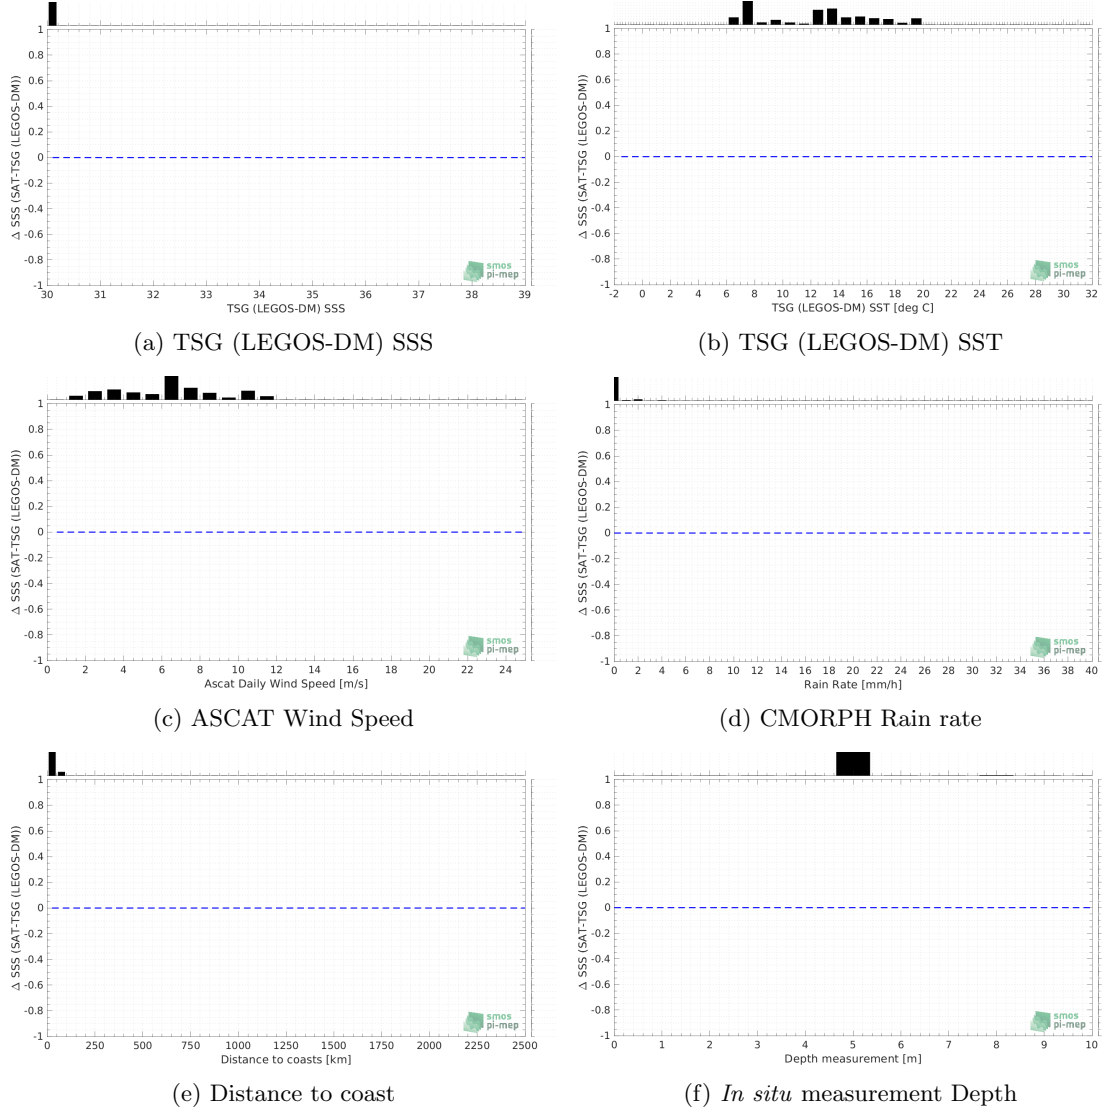 1
0.8
0.6
0.4
0.2
0
-0.2
-0.4
-0.6
-0.8
-1
Δ SSS (SAT-TSG (LEGOS-DM))
30 31 32 33 34 35 36 37 38 39
TSG (LEGOS-DM) SSS
smos
pi-mep
(a) TSG (LEGOS-DM) SSS
1
0.8
0.6
0.4
0.2
0
-0.2
-0.4
-0.6
-0.8
-1
Δ SSS (SAT-TSG (LEGOS-DM))
-2 0 2 4 6 8 10 12 14 16 18 20 22 24 26 28 30 32
TSG (LEGOS-DM) SST [deg C]
smos
pi-mep
(b) TSG (LEGOS-DM) SST
1
0.8
0.6
0.4
0.2
0
-0.2
-0.4
-0.6
-0.8
-1
Δ SSS (SAT-TSG (LEGOS-DM))
0 2 4 6 8 10 12 14 16 18 20 22 24
Ascat Daily Wind Speed [m/s]
smos
pi-mep
(c) ASCAT Wind Speed
1
0.8
0.6
0.4
0.2
0
-0.2
-0.4
-0.6
-0.8
-1
Δ SSS (SAT-TSG (LEGOS-DM))
0 2 4 6 8 10 12 14 16 18 20 22 24 26 28 30 32 34 36 38 40
Rain Rate [mm/h]
smos
pi-mep
(d) CMORPH Rain rate
1
0.8
0.6
0.4
0.2
0
-0.2
-0.4
-0.6
-0.8
-1
Δ SSS (SAT-TSG (LEGOS-DM))
0 250 500 750 1000 1250 1500 1750 2000 2250 2500
Distance to coasts [km]
smos
pi-mep
(e) Distance to coast
1
0.8
0.6
0.4
0.2
0
-0.2
-0.4
-0.6
-0.8
-1
Δ SSS (SAT-TSG (LEGOS-DM))
0 1 2 3 4 5 6 7 8 9 10
Depth measurement [m]
smos
pi-mep
(f) In situ measurement Depth